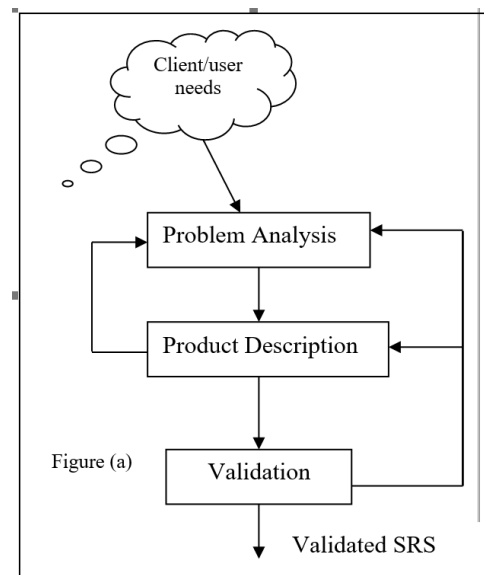 Client/user
needs
Problem Analysis
Product Description
Figure (a)
Validation
Validated SRS